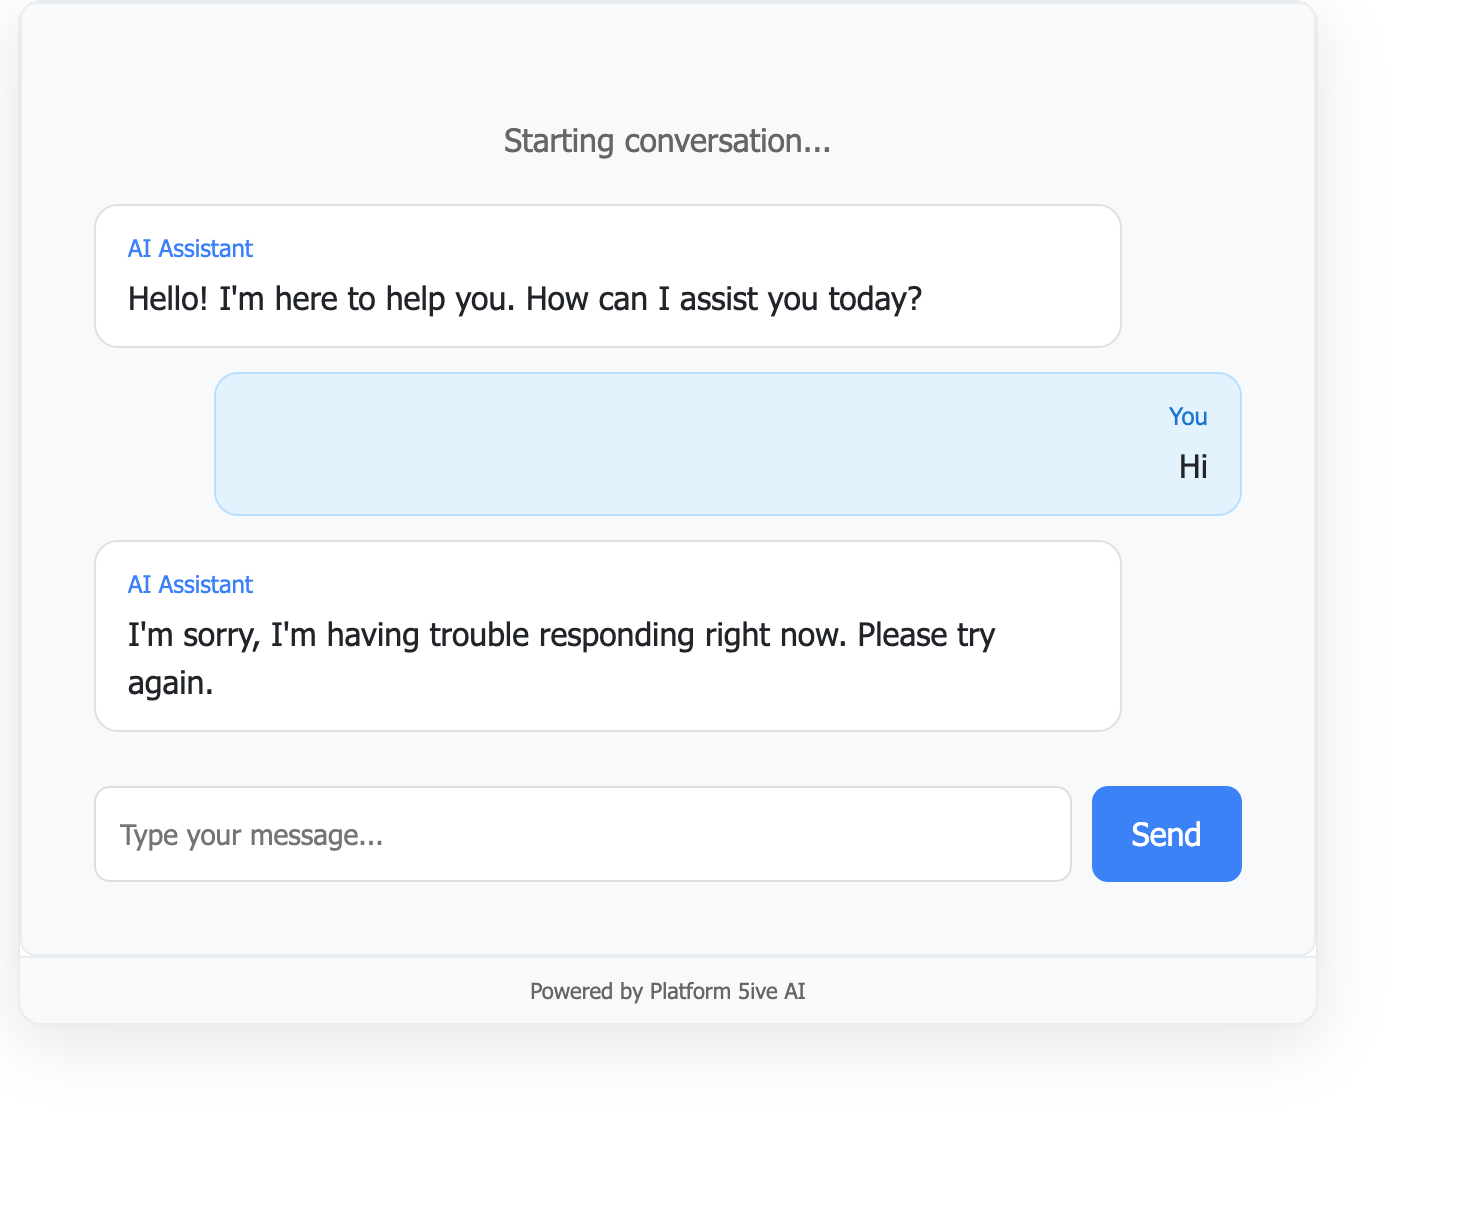 Starting conversation...
AI Assistant
Hello! I'm here to help you. How can I assist you today?
You
Hi
AI Assistant
I'm sorry, I'm having trouble responding right now. Please try
again.
Type your message...
Send
Powered by Platform 5ive AI